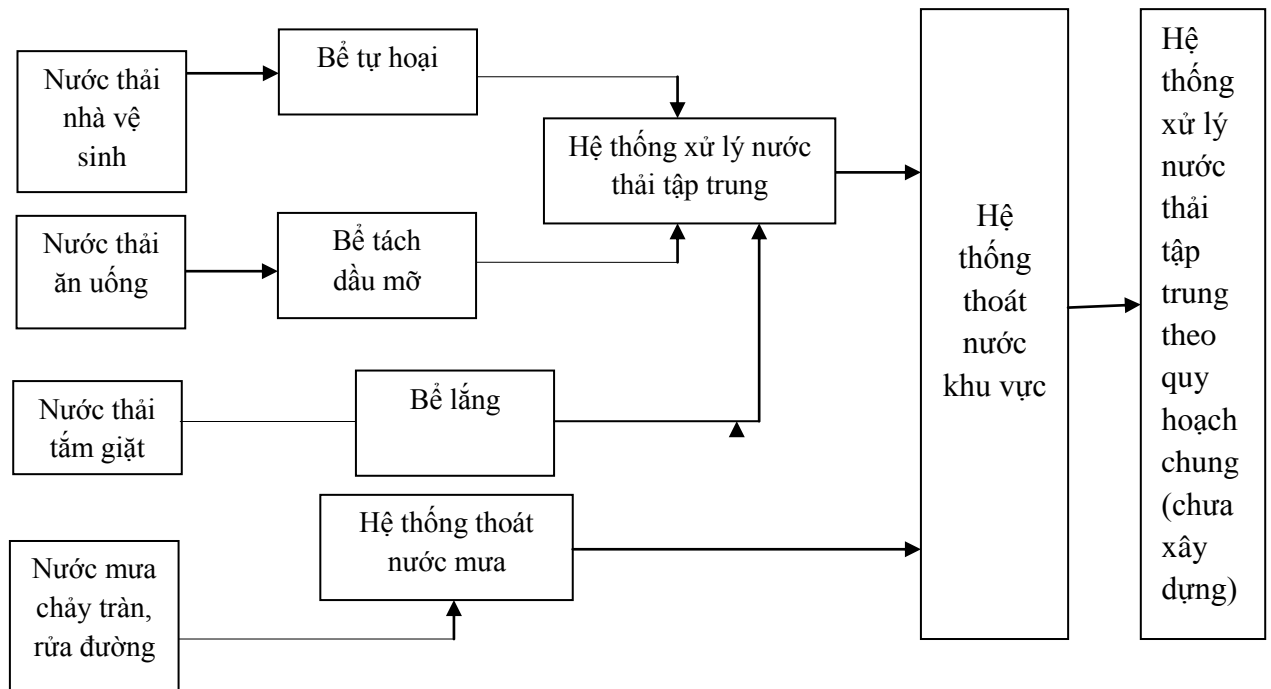 Nước thải
nhà vệ
sinh
Bể tự hoại
Hệ thống xử lý nước
thải tập trung
Nước thải
ăn uống
Bể tách
dầu mỡ
Nước thải
tắm giặt
Bể lắng
Nước mưa
chảy tràn,
rửa đường
Hệ thống thoát
nước mưa
Hệ
thống
thoát
nước
khu vực
Hệ
thống
xử lý
nước
thải
tập
trung
theo
quy
hoạch
chung
(chưa
xây
dựng)